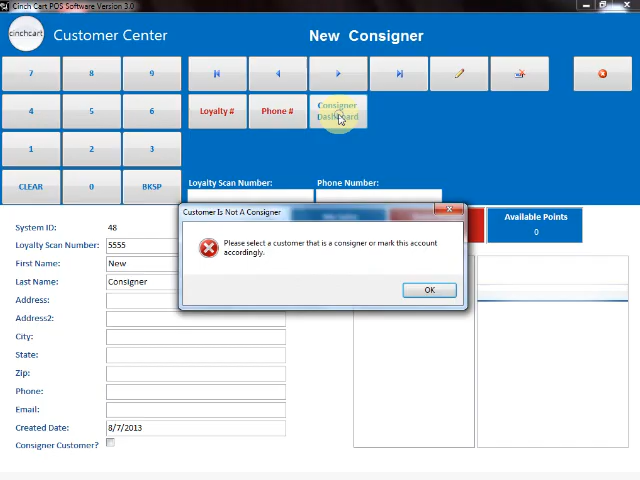 Cinch Cart POS Software Version 3.0
cinchcart
Customer Center
New Consigner
7 8 9
4 5 6
Loyalty # Phone # Consigner Dashboard
1 2 3
CLEAR 0 BKSP
Loyalty Scan Number: Phone Number:
Customer Is Not A Consigner
Please select a customer that is a consigner or mark this account
accordingly.
OK
Available Points
0
System ID: 48
Loyalty Scan Number: 5555
First Name: New
Last Name: Consigner
Address:
Address2:
City:
State:
Zip:
Phone:
Email:
Created Date: 8/7/2013
Consigner Customer?